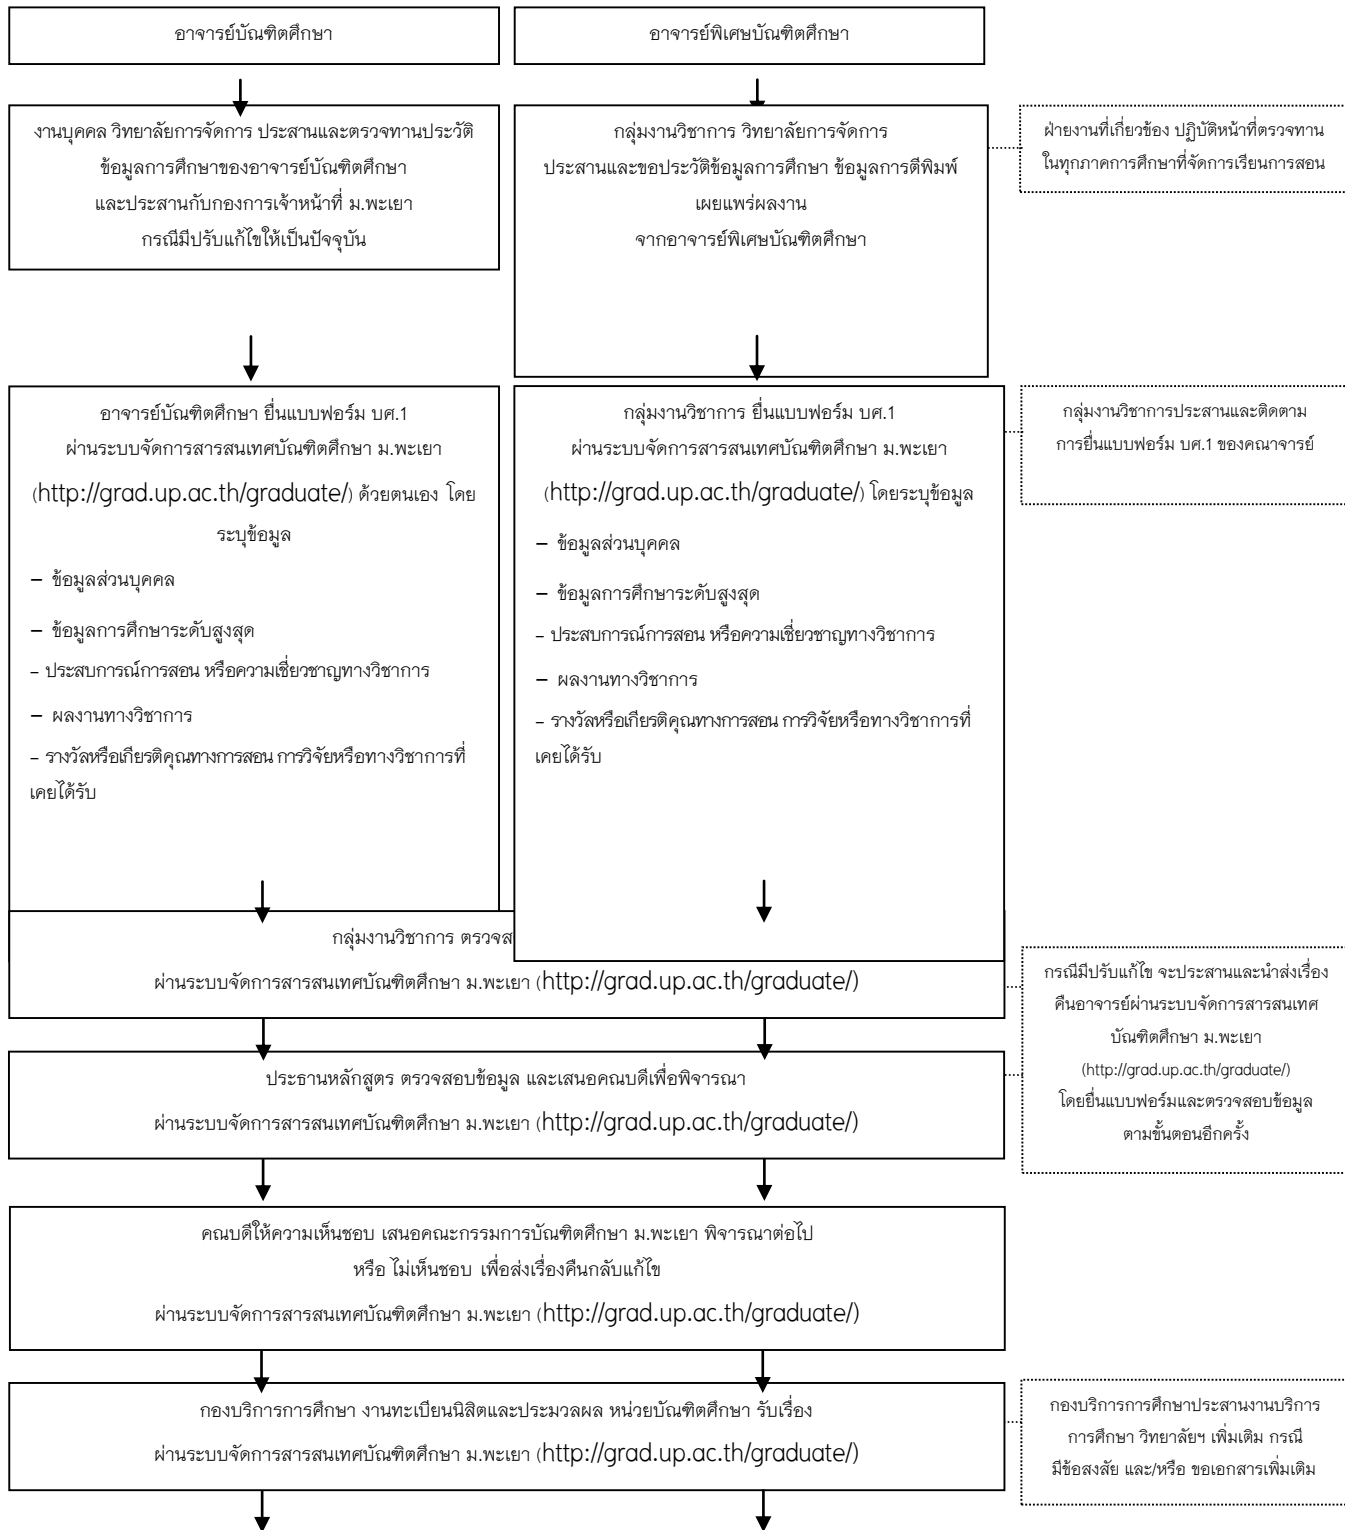 อาจารย์บัณฑิตศึกษา
อาจารย์พิเศษบัณฑิตศึกษา
งานบุคคล วิทยาลัยการจัดการ ประสานและตรวจทานประวัติ
ข้อมูลการศึกษาของอาจารย์บัณฑิตศึกษา
และประสานกับกองการเจ้าหน้าที่ ม.พะเยา
กรณีมีปรับแก้ไขให้เป็นปัจจุบัน
กลุ่มงานวิชาการ วิทยาลัยการจัดการ
ประสานและขอประวัติข้อมูลการศึกษา ข้อมูลการตีพิมพ์
เผยแพร่ผลงาน
จากอาจารย์พิเศษบัณฑิตศึกษา
ฝ่ายงานที่เกี่ยวข้อง ปฏิบัติหน้าที่ตรวจทาน
ในทุกภาคการศึกษาที่จัดการเรียนการสอน
อาจารย์บัณฑิตศึกษา ยื่นแบบฟอร์ม บศ.1
ผ่านระบบจัดการสารสนเทศบัณฑิตศึกษา ม.พะเยา
(http://grad.up.ac.th/graduate/) ด้วยตนเอง โดย
ระบุข้อมูล
– ข้อมูลส่วนบุคคล
– ข้อมูลการศึกษาระดับสูงสุด
- ประสบการณ์การสอน หรือความเชี่ยวชาญทางวิชาการ
– ผลงานทางวิชาการ
- รางวัลหรือเกียรติคุณทางการสอน การวิจัยหรือทางวิชาการที่
เคยได้รับ
กลุ่มงานวิชาการ ยื่นแบบฟอร์ม บศ.1
ผ่านระบบจัดการสารสนเทศบัณฑิตศึกษา ม.พะเยา
(http://grad.up.ac.th/graduate/) โดยระบุข้อมูล
– ข้อมูลส่วนบุคคล
– ข้อมูลการศึกษาระดับสูงสุด
- ประสบการณ์การสอน หรือความเชี่ยวชาญทางวิชาการ
– ผลงานทางวิชาการ
- รางวัลหรือเกียรติคุณทางการสอน การวิจัยหรือทางวิชาการที่
เคยได้รับ
กลุ่มงานวิชาการประสานและติดตาม
การยื่นแบบฟอร์ม บศ.1 ของคณาจารย์
กลุ่มงานวิชาการ ตรวจส
ผ่านระบบจัดการสารสนเทศบัณฑิตศึกษา ม.พะเยา (http://grad.up.ac.th/graduate/)
กรณีมีปรับแก้ไข จะประสานและนำส่งเรื่อง
คืนอาจารย์ผ่านระบบจัดการสารสนเทศ
บัณฑิตศึกษา ม.พะเยา
(http://grad.up.ac.th/graduate/)
โดยยื่นแบบฟอร์มและตรวจสอบข้อมูล
ตามขั้นตอนอีกครั้ง
ประธานหลักสูตร ตรวจสอบข้อมูล และเสนอคณบดีเพื่อพิจารณา
ผ่านระบบจัดการสารสนเทศบัณฑิตศึกษา ม.พะเยา (http://grad.up.ac.th/graduate/)
คณบดีให้ความเห็นชอบ เสนอคณะกรรมการบัณฑิตศึกษา ม.พะเยา พิจารณาต่อไป
หรือ ไม่เห็นชอบ เพื่อส่งเรื่องคืนกลับแก้ไข
ผ่านระบบจัดการสารสนเทศบัณฑิตศึกษา ม.พะเยา (http://grad.up.ac.th/graduate/)
กองบริการการศึกษา งานทะเบียนนิสิตและประมวลผล หน่วยบัณฑิตศึกษา รับเรื่อง
ผ่านระบบจัดการสารสนเทศบัณฑิตศึกษา ม.พะเยา (http://grad.up.ac.th/graduate/)
กองบริการการศึกษาประสานงานบริการ
การศึกษา วิทยาลัยฯ เพิ่มเติม กรณี
มีข้อสงสัย และ/หรือ ขอเอกสารเพิ่มเติม